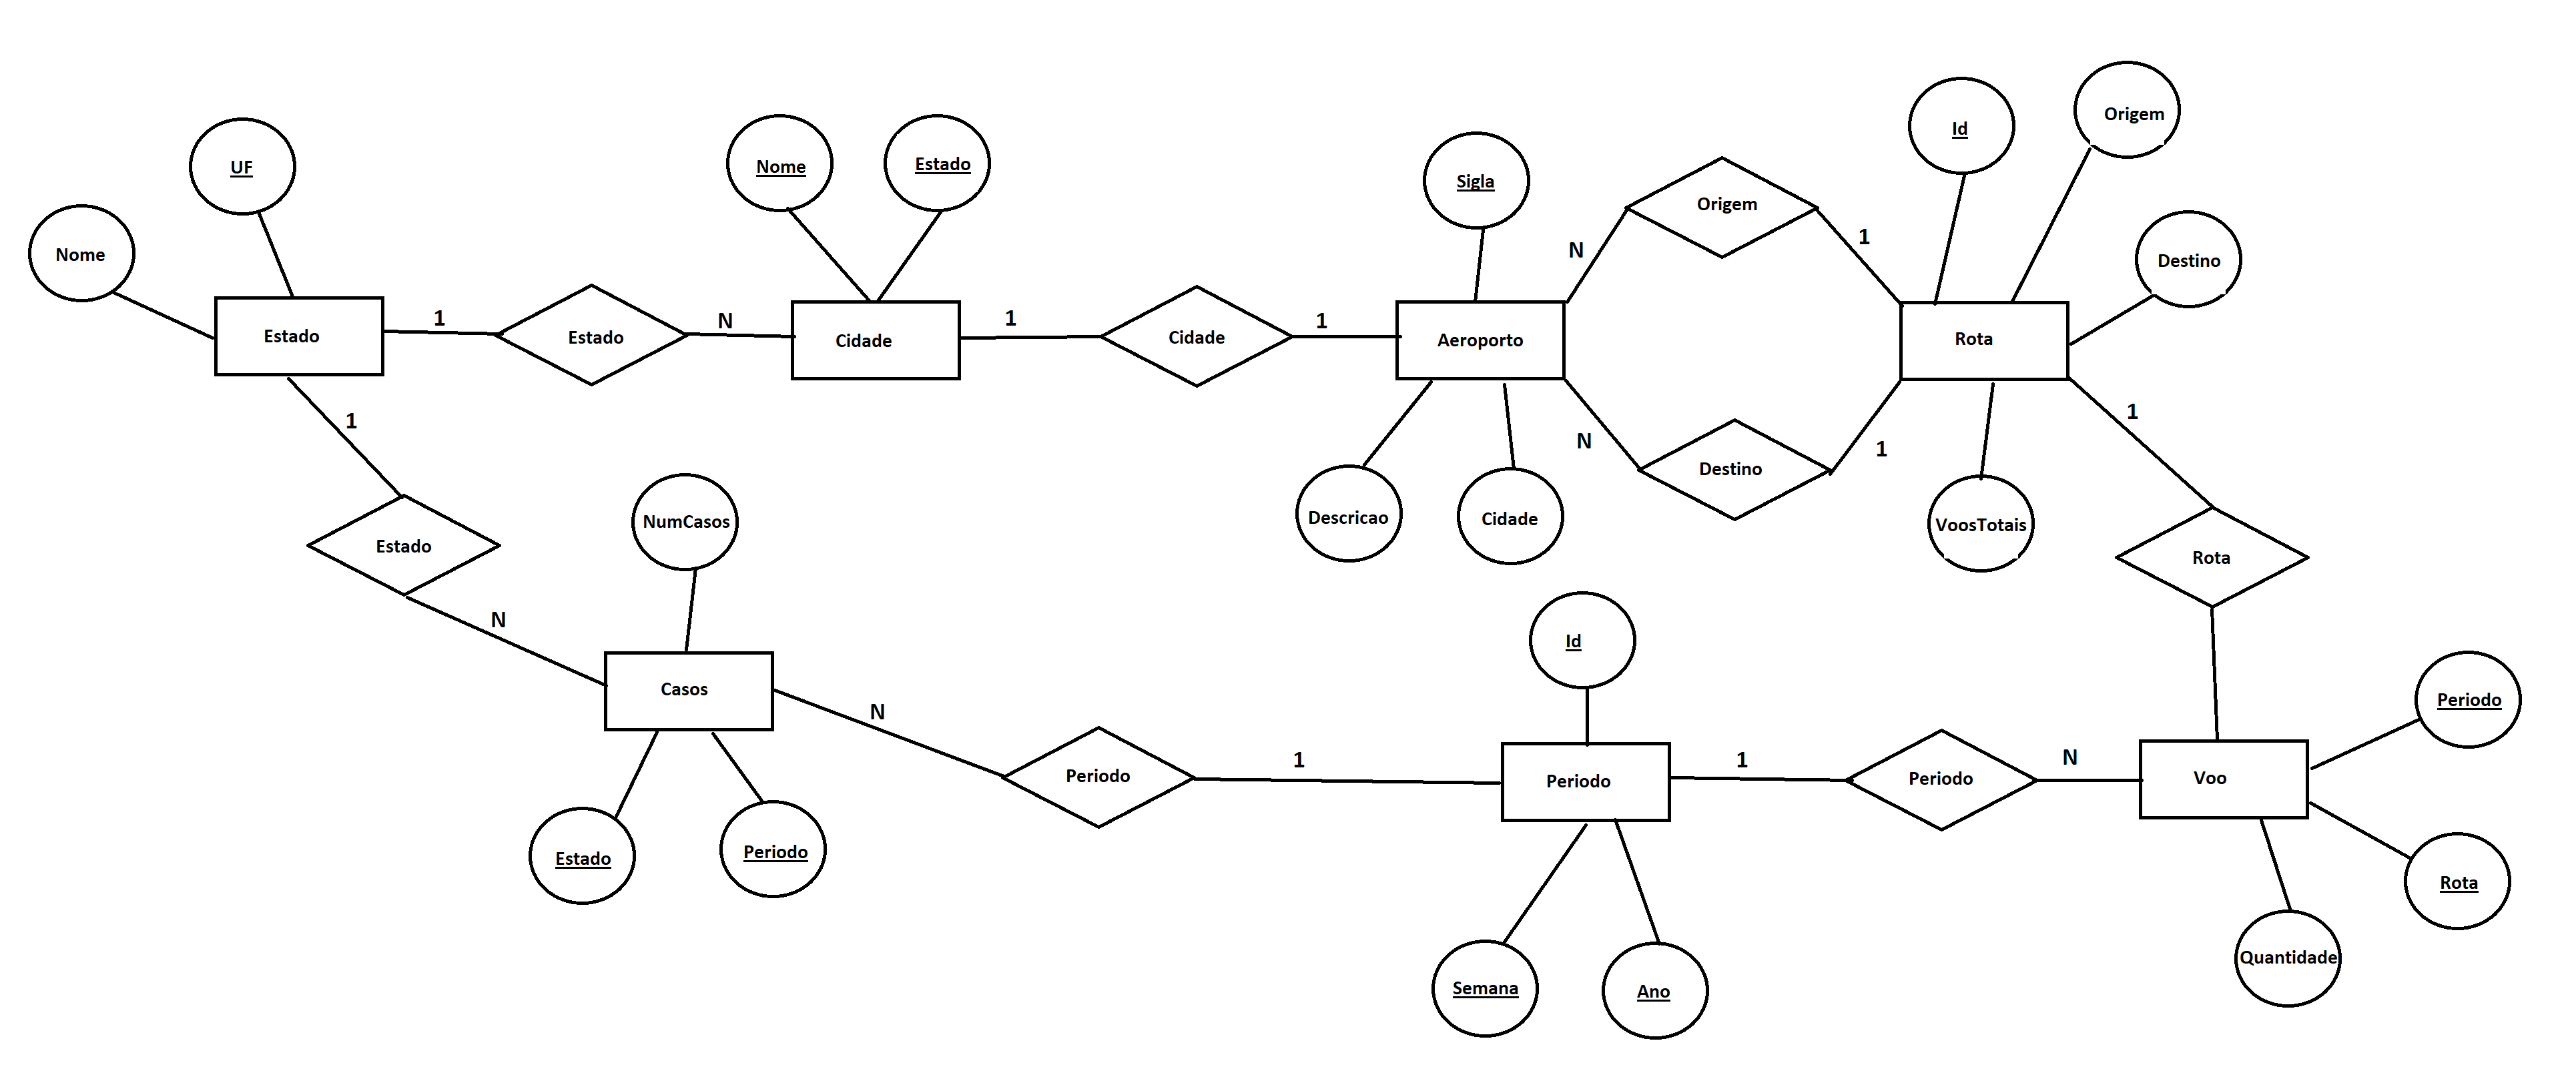 Id
Origem
UF
Nome
Estado
Sigla
Origem
Nome
N
1
Destino
Estado
1
Estado
N
Cidade
1
Cidade
1
Aeroporto
Rota
1
1
N
Destino
1
Descricao
Cidade
VoosTotais
Estado
NumCasos
Rota
N
Id
Casos
Periodo
N
Periodo
1
Periodo
1
Periodo
N
Voo
Estado
Periodo
Rota
Quantidade
Semana
Ano